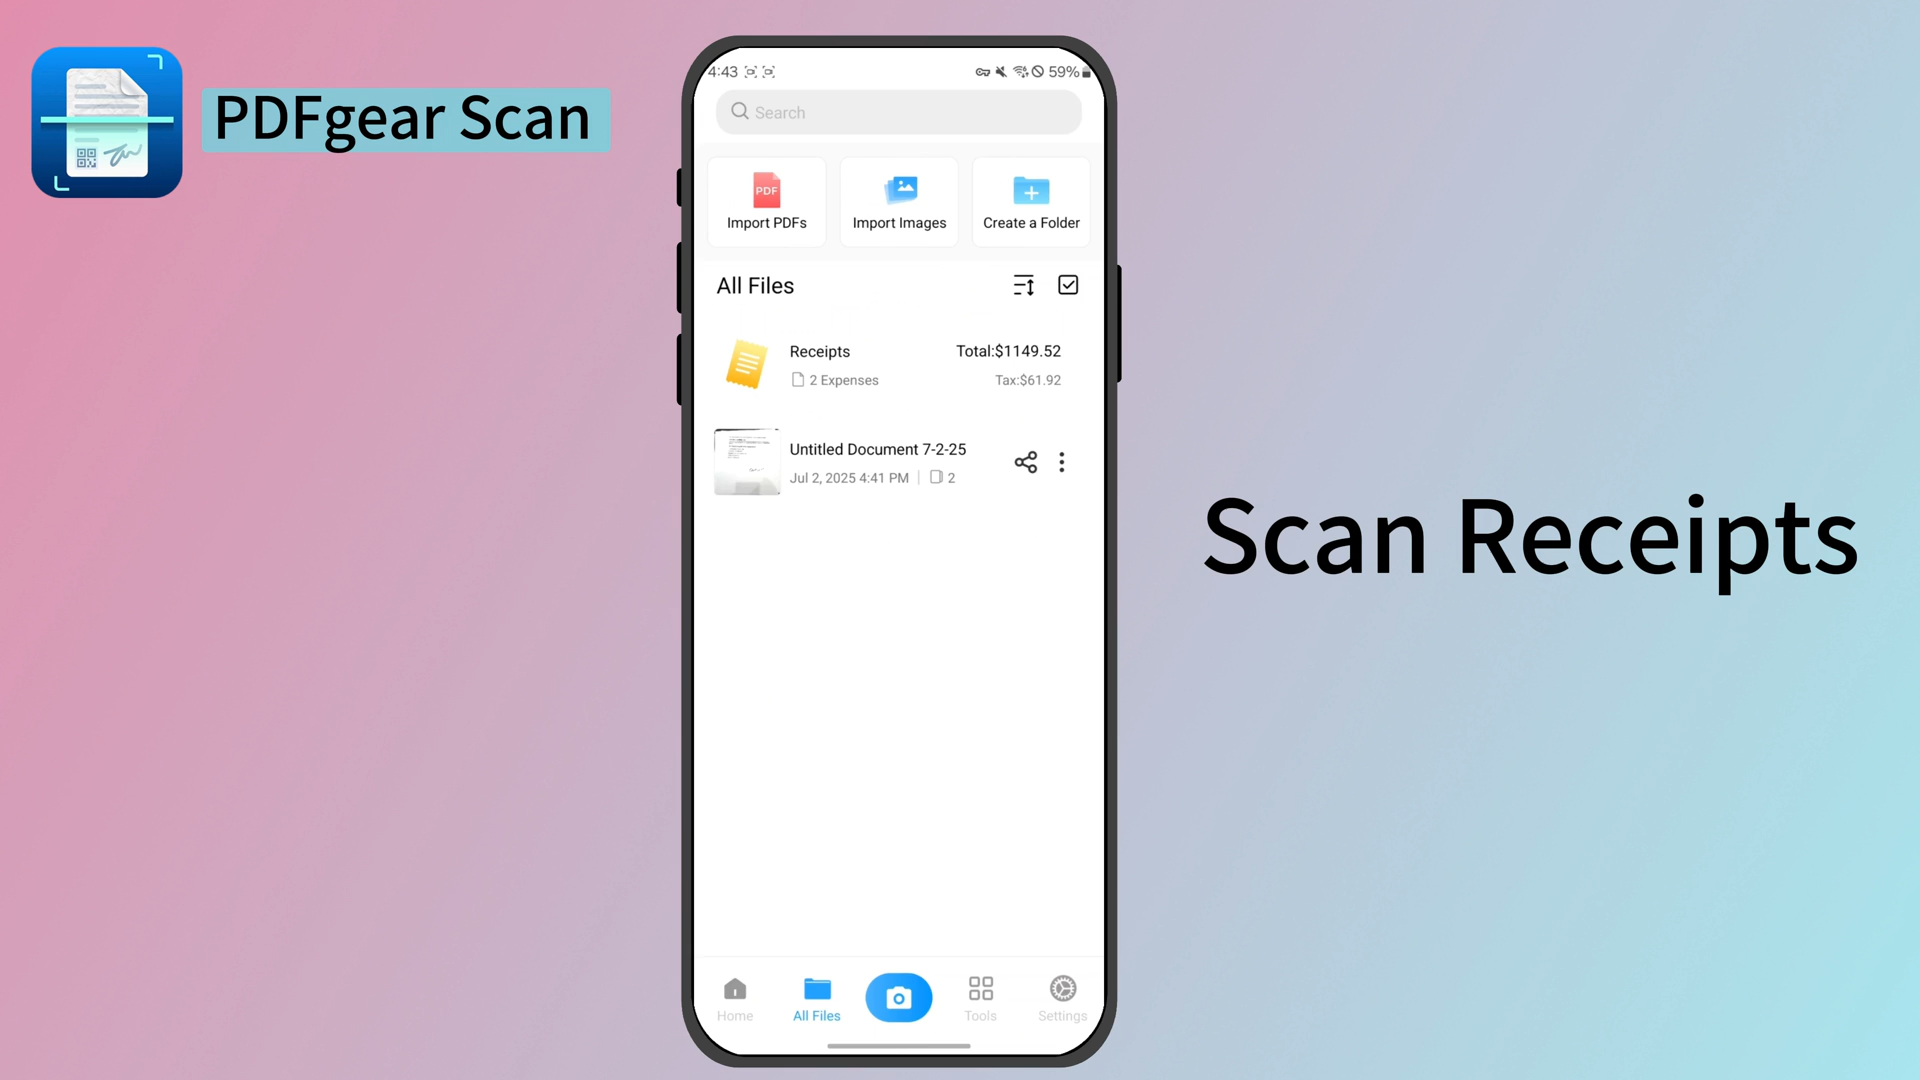 PDFgear Scan
4:43
59%
Search
PDF
Import PDFs
Import Images
Create a Folder
All Files
Receipts
Total:$1149.52
2 Expenses
Tax:$61.92
Untitled Document 7-2-25
Jul 2, 2025 4:41 PM
2
Scan Receipts
Home
All Files
Tools
Settings